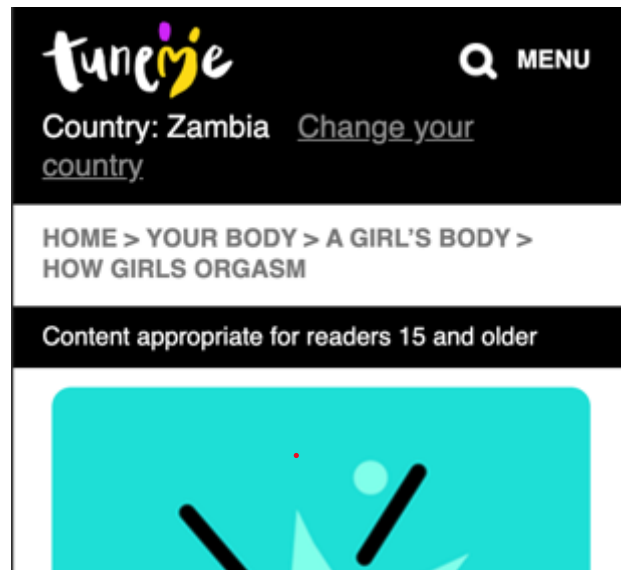 tuneme
MENU
Country: Zambia Change your
country
HOME > YOUR BODY > A GIRL'S BODY >
HOW GIRLS ORGASM
Content appropriate for readers 15 and older